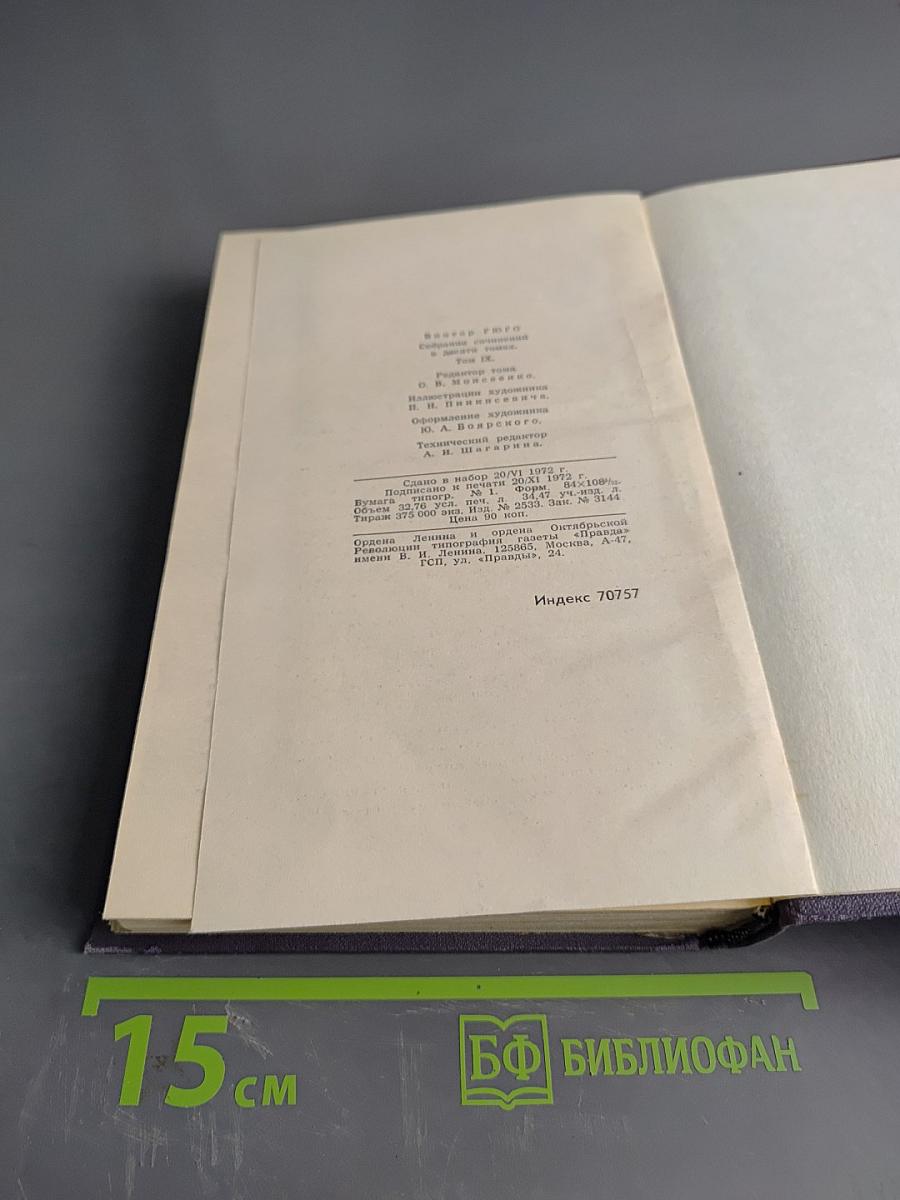 Виктор ГЮГО
Собрание сочинений
в десяти томах.
Том IX.
Редактор тома
О. В. Моисеенко.
Иллюстрации художника
П. Н. Пинкисевича.
Оформление художника
Ю. А. Боярского.
Технический редактор
А. И. Шагарина.
Сдано в набор 20/VI 1972 г.
Подписано к печати 20/XI 1972 г.
Бумага типогр. № 1. Форм. 84×108¹/₃₂.
Объем 32,76 усл. печ. л. 34,47 уч.-изд. л.
Тираж 375 000 экз. Изд. № 2533. Зак. № 3144
Цена 90 коп.
Ордена Ленина и ордена Октябрьской
Революции типография газеты «Правда»
имени В. И. Ленина. 125865, Москва, А-47,
ГСП, ул. «Правды», 24.
Индекс 70757
15 см
БФ БИБЛИОФАН